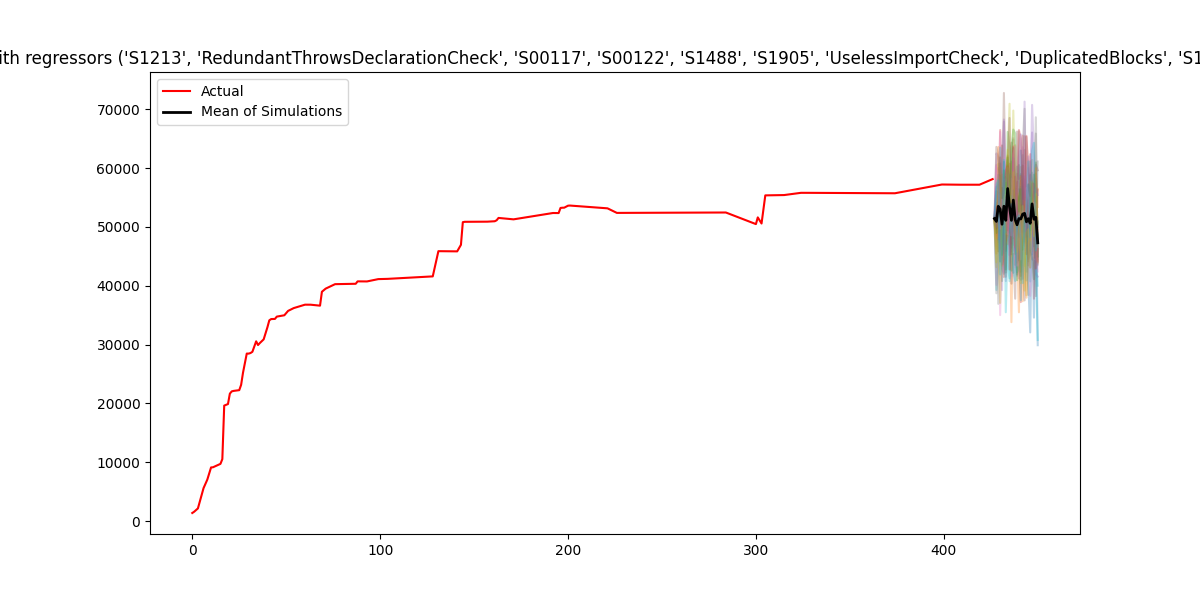 ith regressors ('S1213', 'RedundantThrowsDeclarationCheck', 'S00117', 'S00122', 'S1488', 'S1905', 'UselessImportCheck', 'DuplicatedBlocks', 'S1
Actual
Mean of Simulations
70000
60000
50000
40000
30000
20000
10000
0
0 100 200 300 400